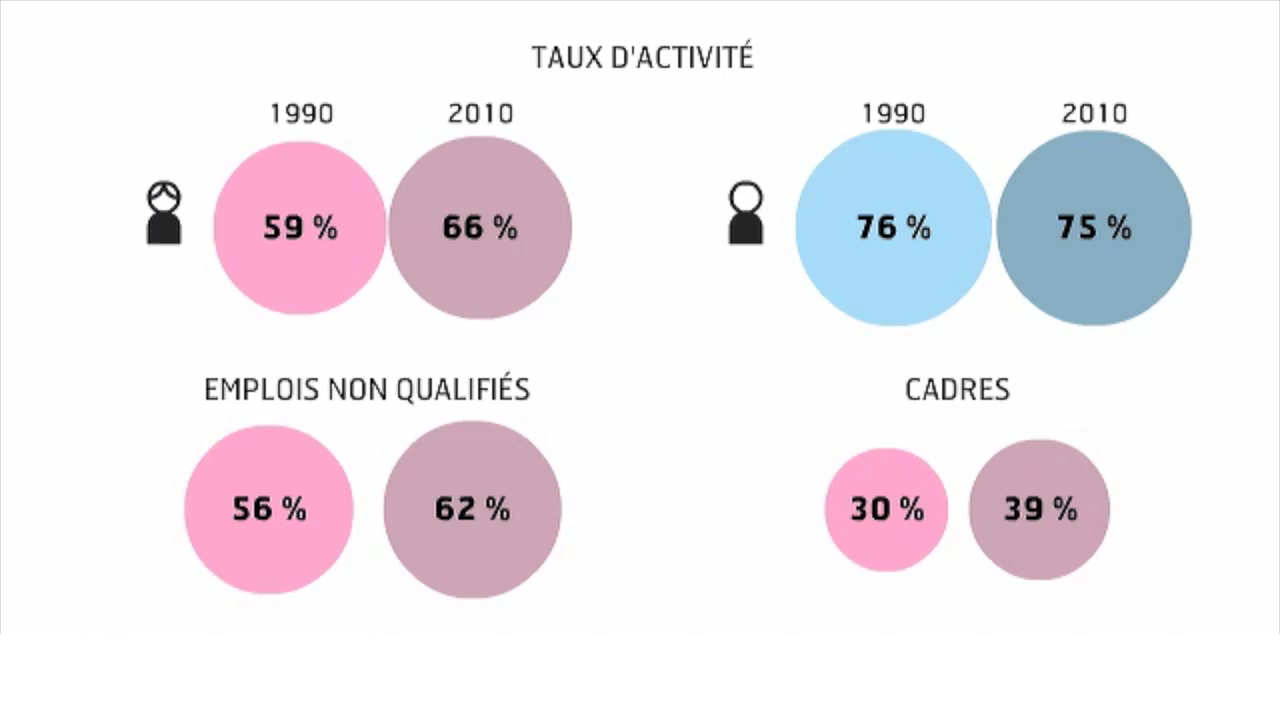 TAUX D'ACTIVITÉ
1990 2010
59 % 66 %
1990 2010
76 % 75 %
EMPLOIS NON QUALIFIÉS
56 % 62 %
CADRES
30 % 39 %